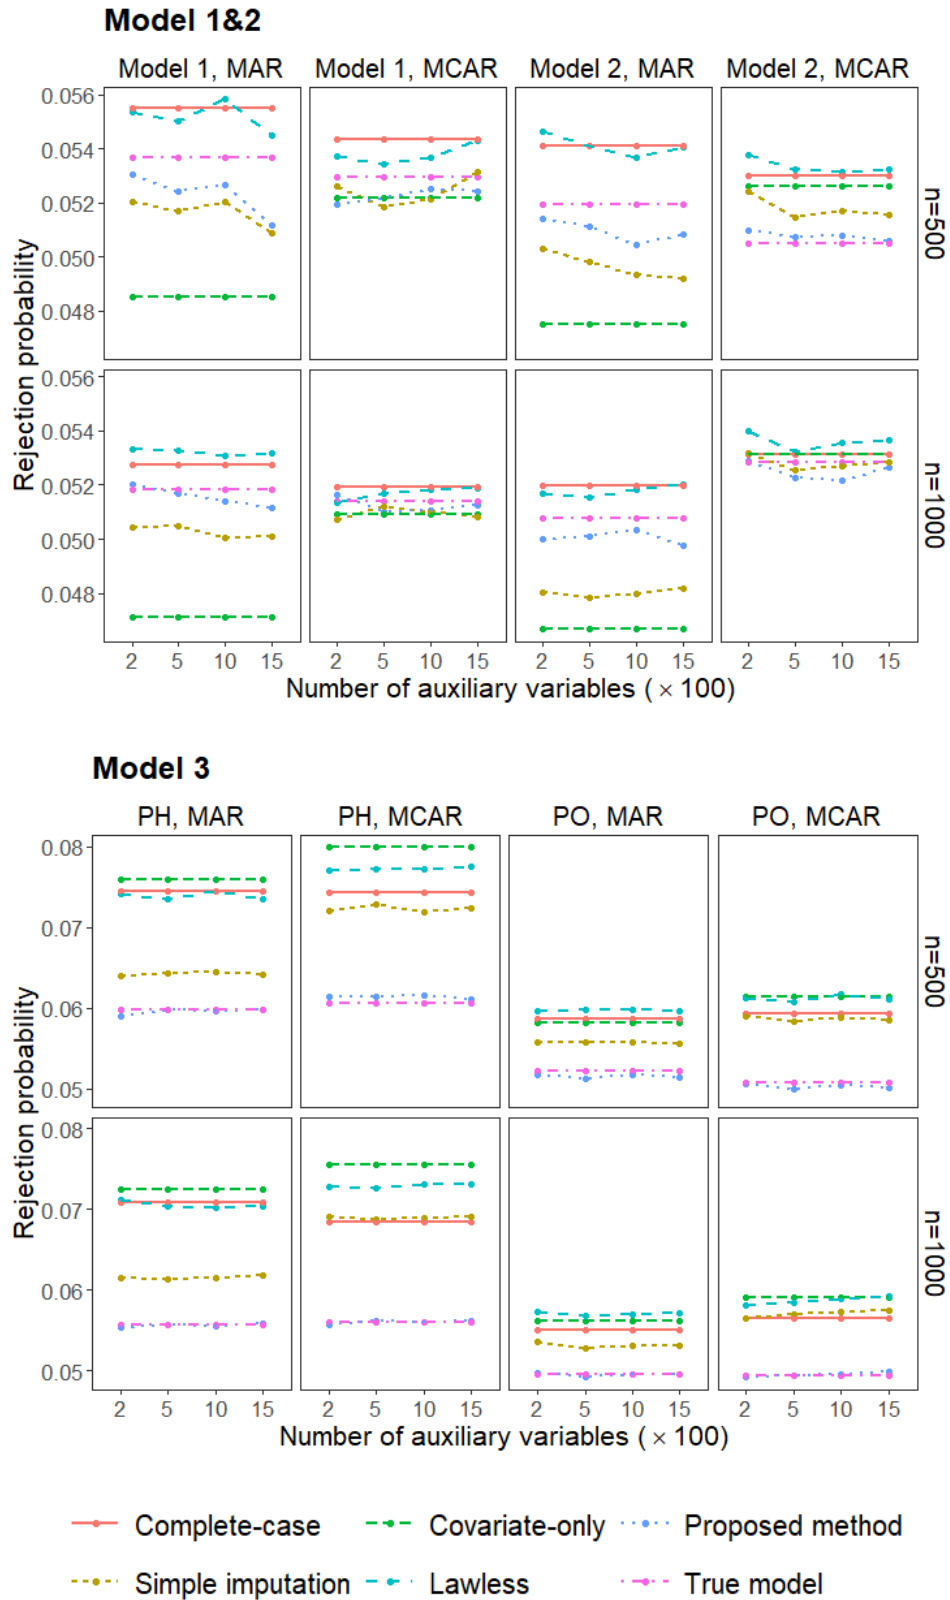 Model 1&2
Model 1, MAR
Model 1, MCAR
Model 2, MAR
Model 2, MCAR
Rejection probability
0.056
0.054
0.052
0.050
0.048
n=500
0.056
0.054
0.052
0.050
0.048
n=1000
2 5 10 15 2 5 10 15 2 5 10 15 2 5 10 15
Number of auxiliary variables ( × 100)
Model 3
PH, MAR
PH, MCAR
PO, MAR
PO, MCAR
Rejection probability
0.08
0.07
0.06
0.05
n=500
0.08
0.07
0.06
0.05
n=1000
2 5 10 15 2 5 10 15 2 5 10 15 2 5 10 15
Number of auxiliary variables ( × 100)
Complete-case
Covariate-only
Proposed method
Simple imputation
Lawless
True model